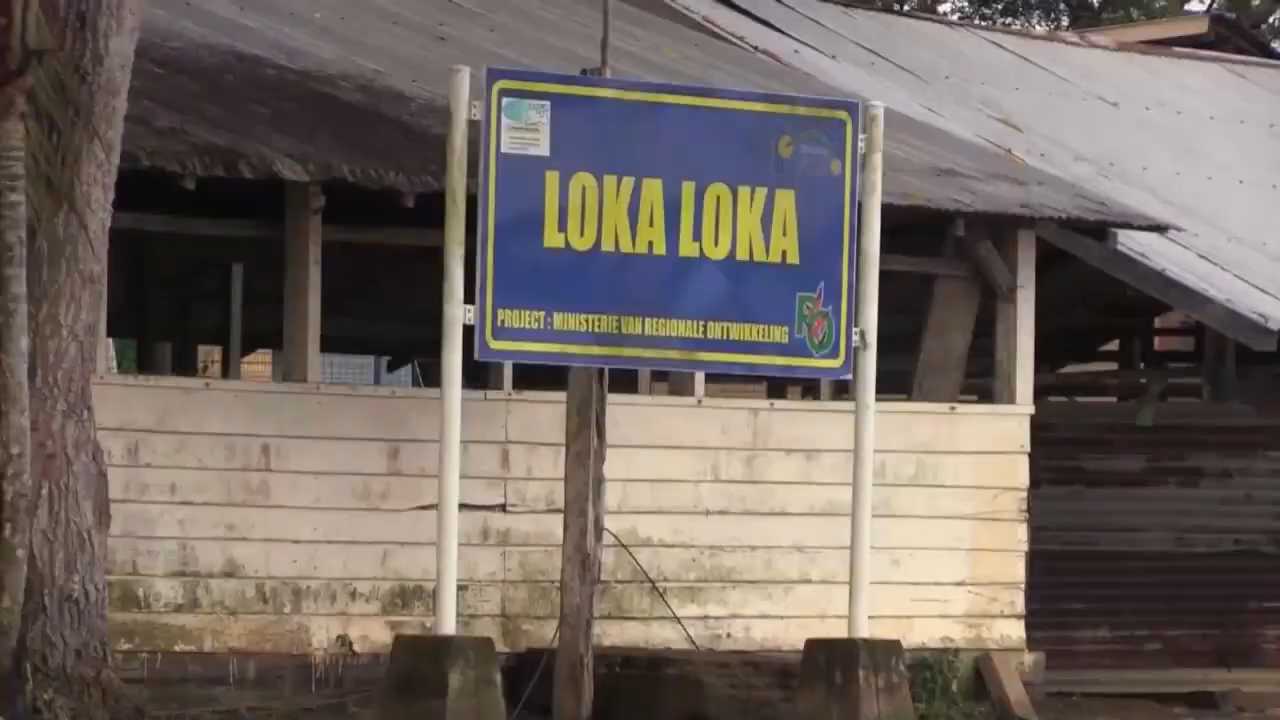 LOKA LOKA
PROJECT : MINISTERIE VAN REGIONALE ONTWIKKELING